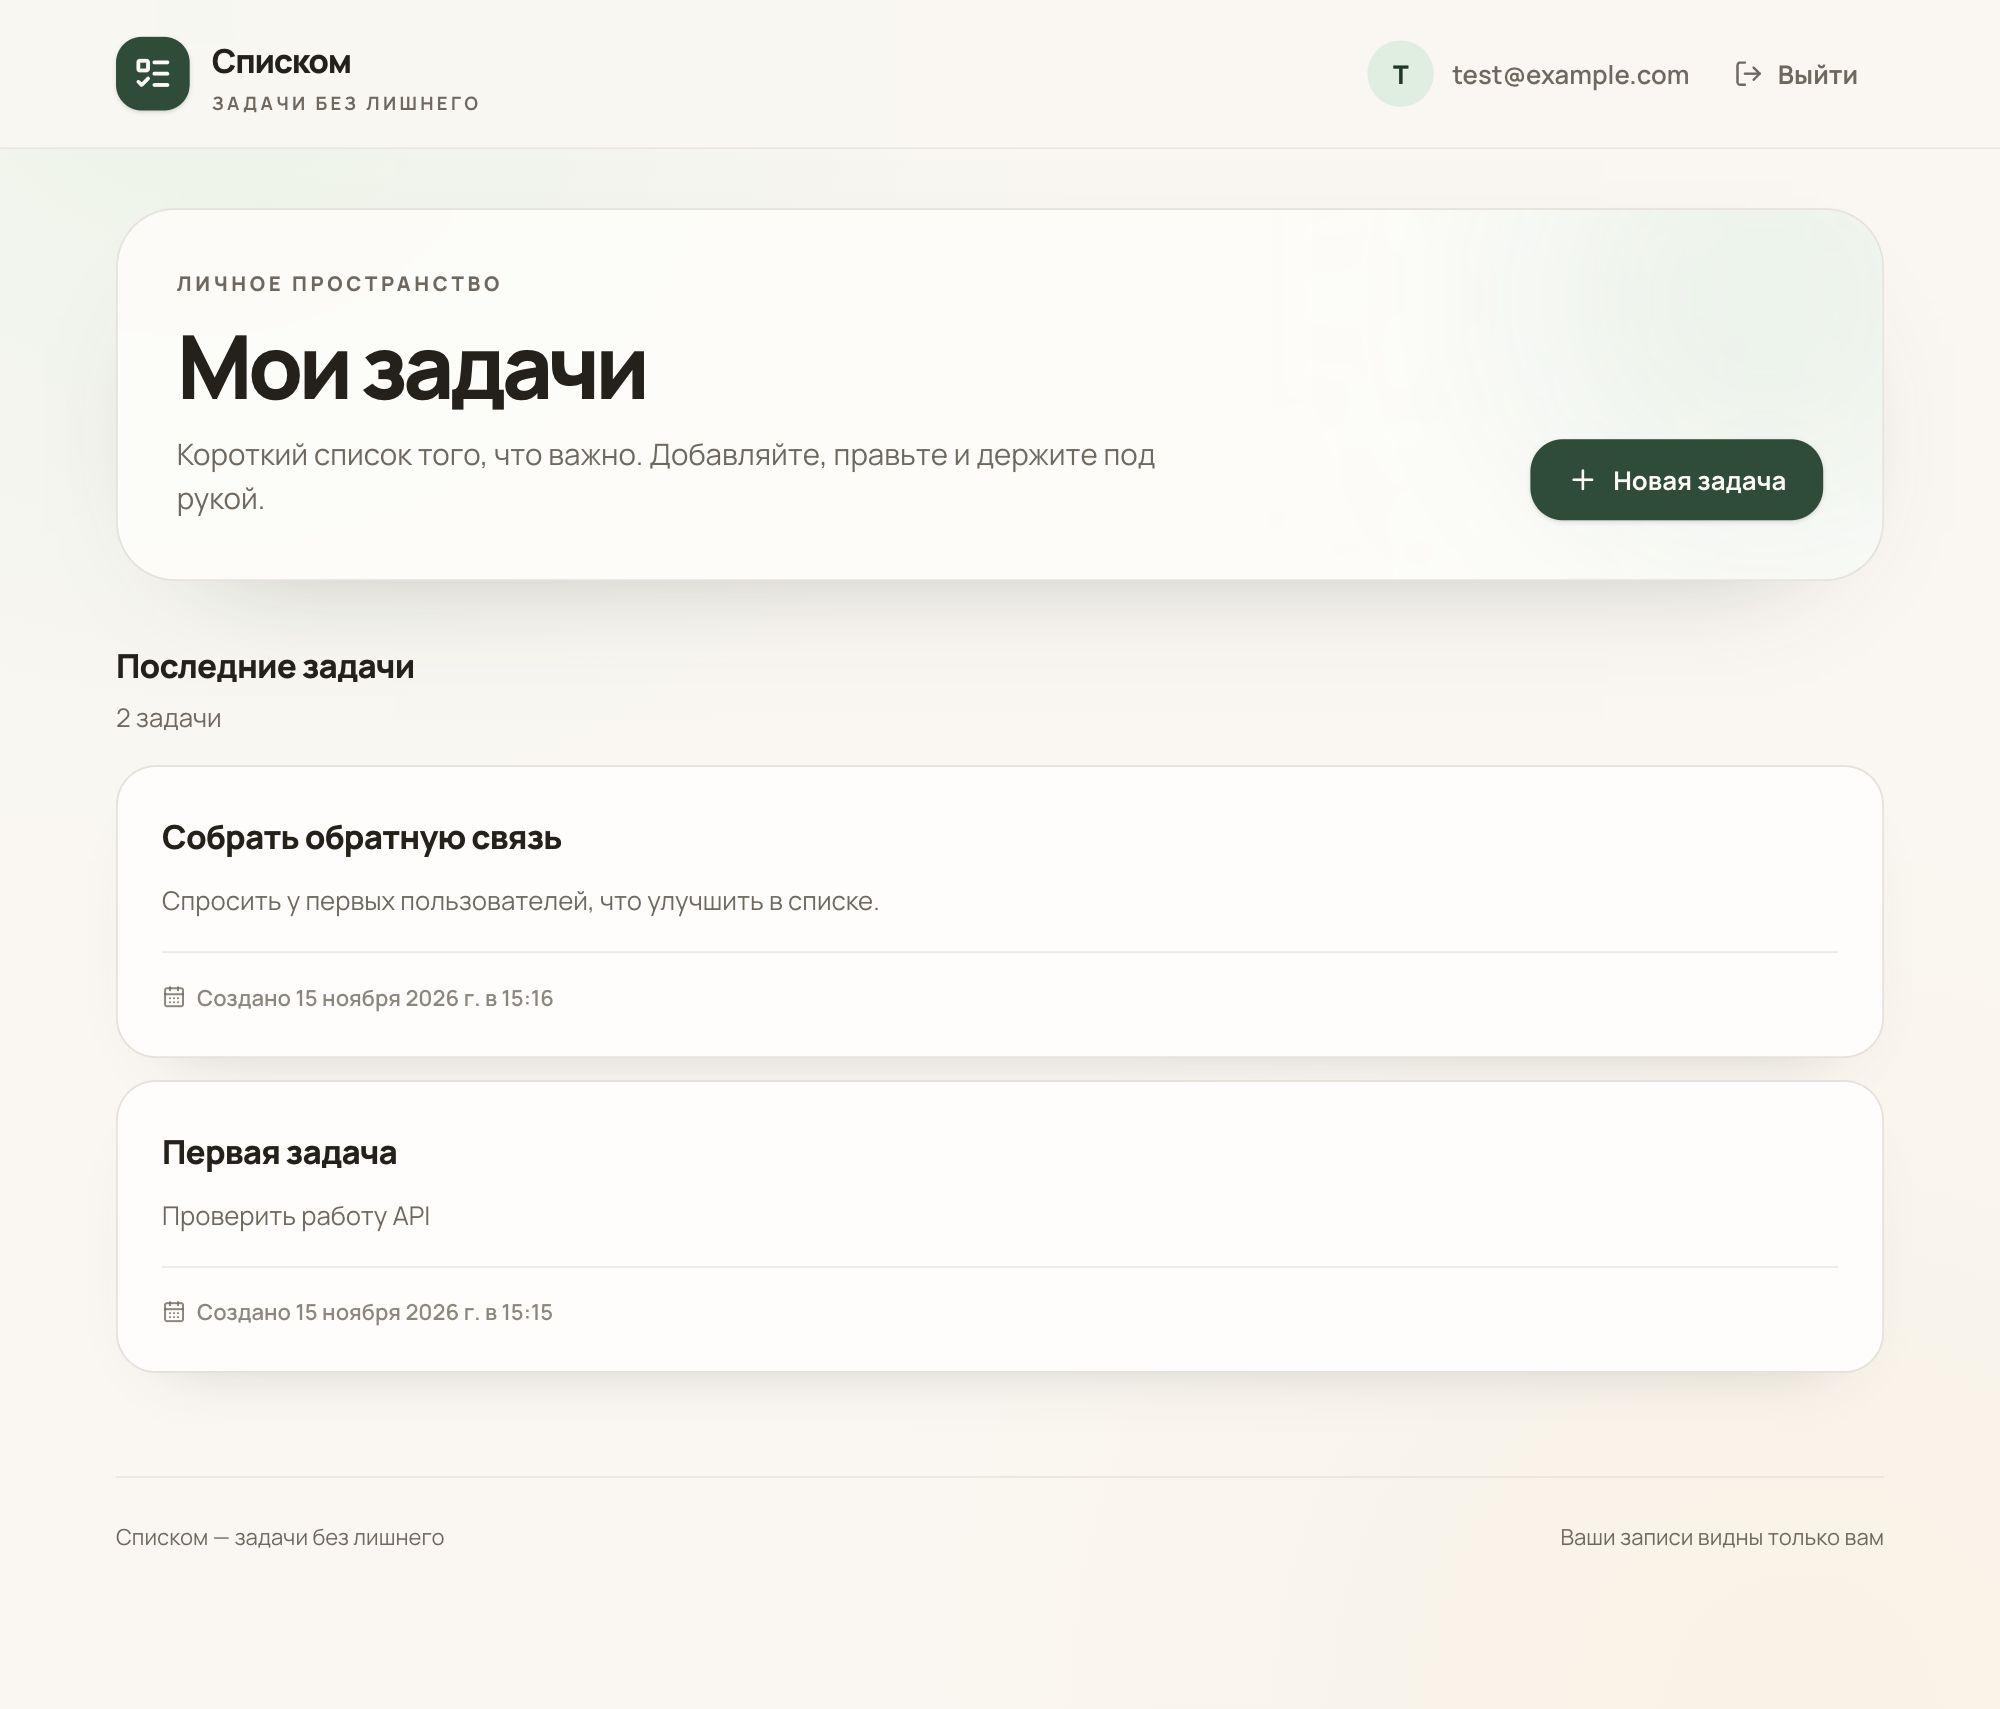 Списком
ЗАДАЧИ БЕЗ ЛИШНЕГО
T
test@example.com
Выйти
ЛИЧНОЕ ПРОСТРАНСТВО
Мои задачи
Короткий список того, что важно. Добавляйте, правьте и держите под
рукой.
Новая задача
Последние задачи
2 задачи
Собрать обратную связь
Спросить у первых пользователей, что улучшить в списке.
Создано 15 ноября 2026 г. в 15:16
Первая задача
Проверить работу API
Создано 15 ноября 2026 г. в 15:15
Списком — задачи без лишнего
Ваши записи видны только вам